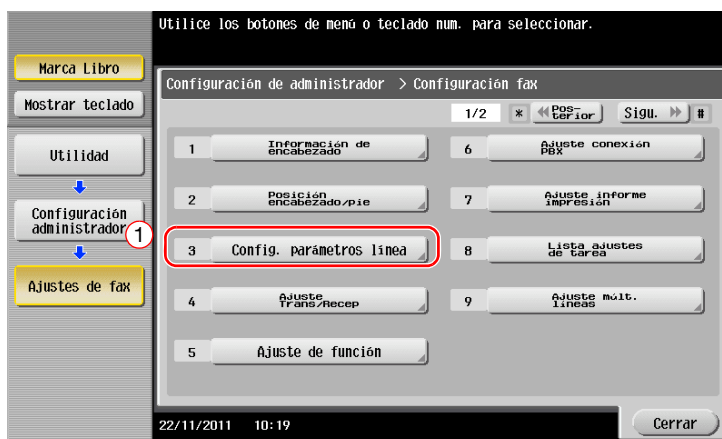 Utilice los botones de menú o teclado num. para seleccionar.
Marca Libro
Mostrar teclado
Utilidad
Configuración
administrador
1
Ajustes de fax
Configuración de administrador > Configuración fax
1/2 * Pos-
terior Sigu. #
1 Información de
encabezado
2 Posición
encabezado/pie
3 Config. parámetros línea
4 Ajuste
Trans/Recep
5 Ajuste de función
6 Ajuste conexión
PBX
7 Ajuste informe
impresión
8 Lista ajustes
de tarea
9 Ajuste múlt.
líneas
22/11/2011 10:19
Cerrar